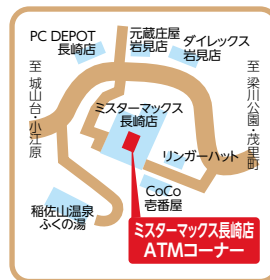 PC DEPOT
長崎店
元蔵庄屋
岩見店
ダイレックス
岩見店
至 城山台・小江原
至 梁川公園・茂里町
ミスターマックス
長崎店
リンガーハット
CoCo
壱番屋
稲佐山温泉
ふくの湯
ミスターマックス長崎店
ATMコーナー